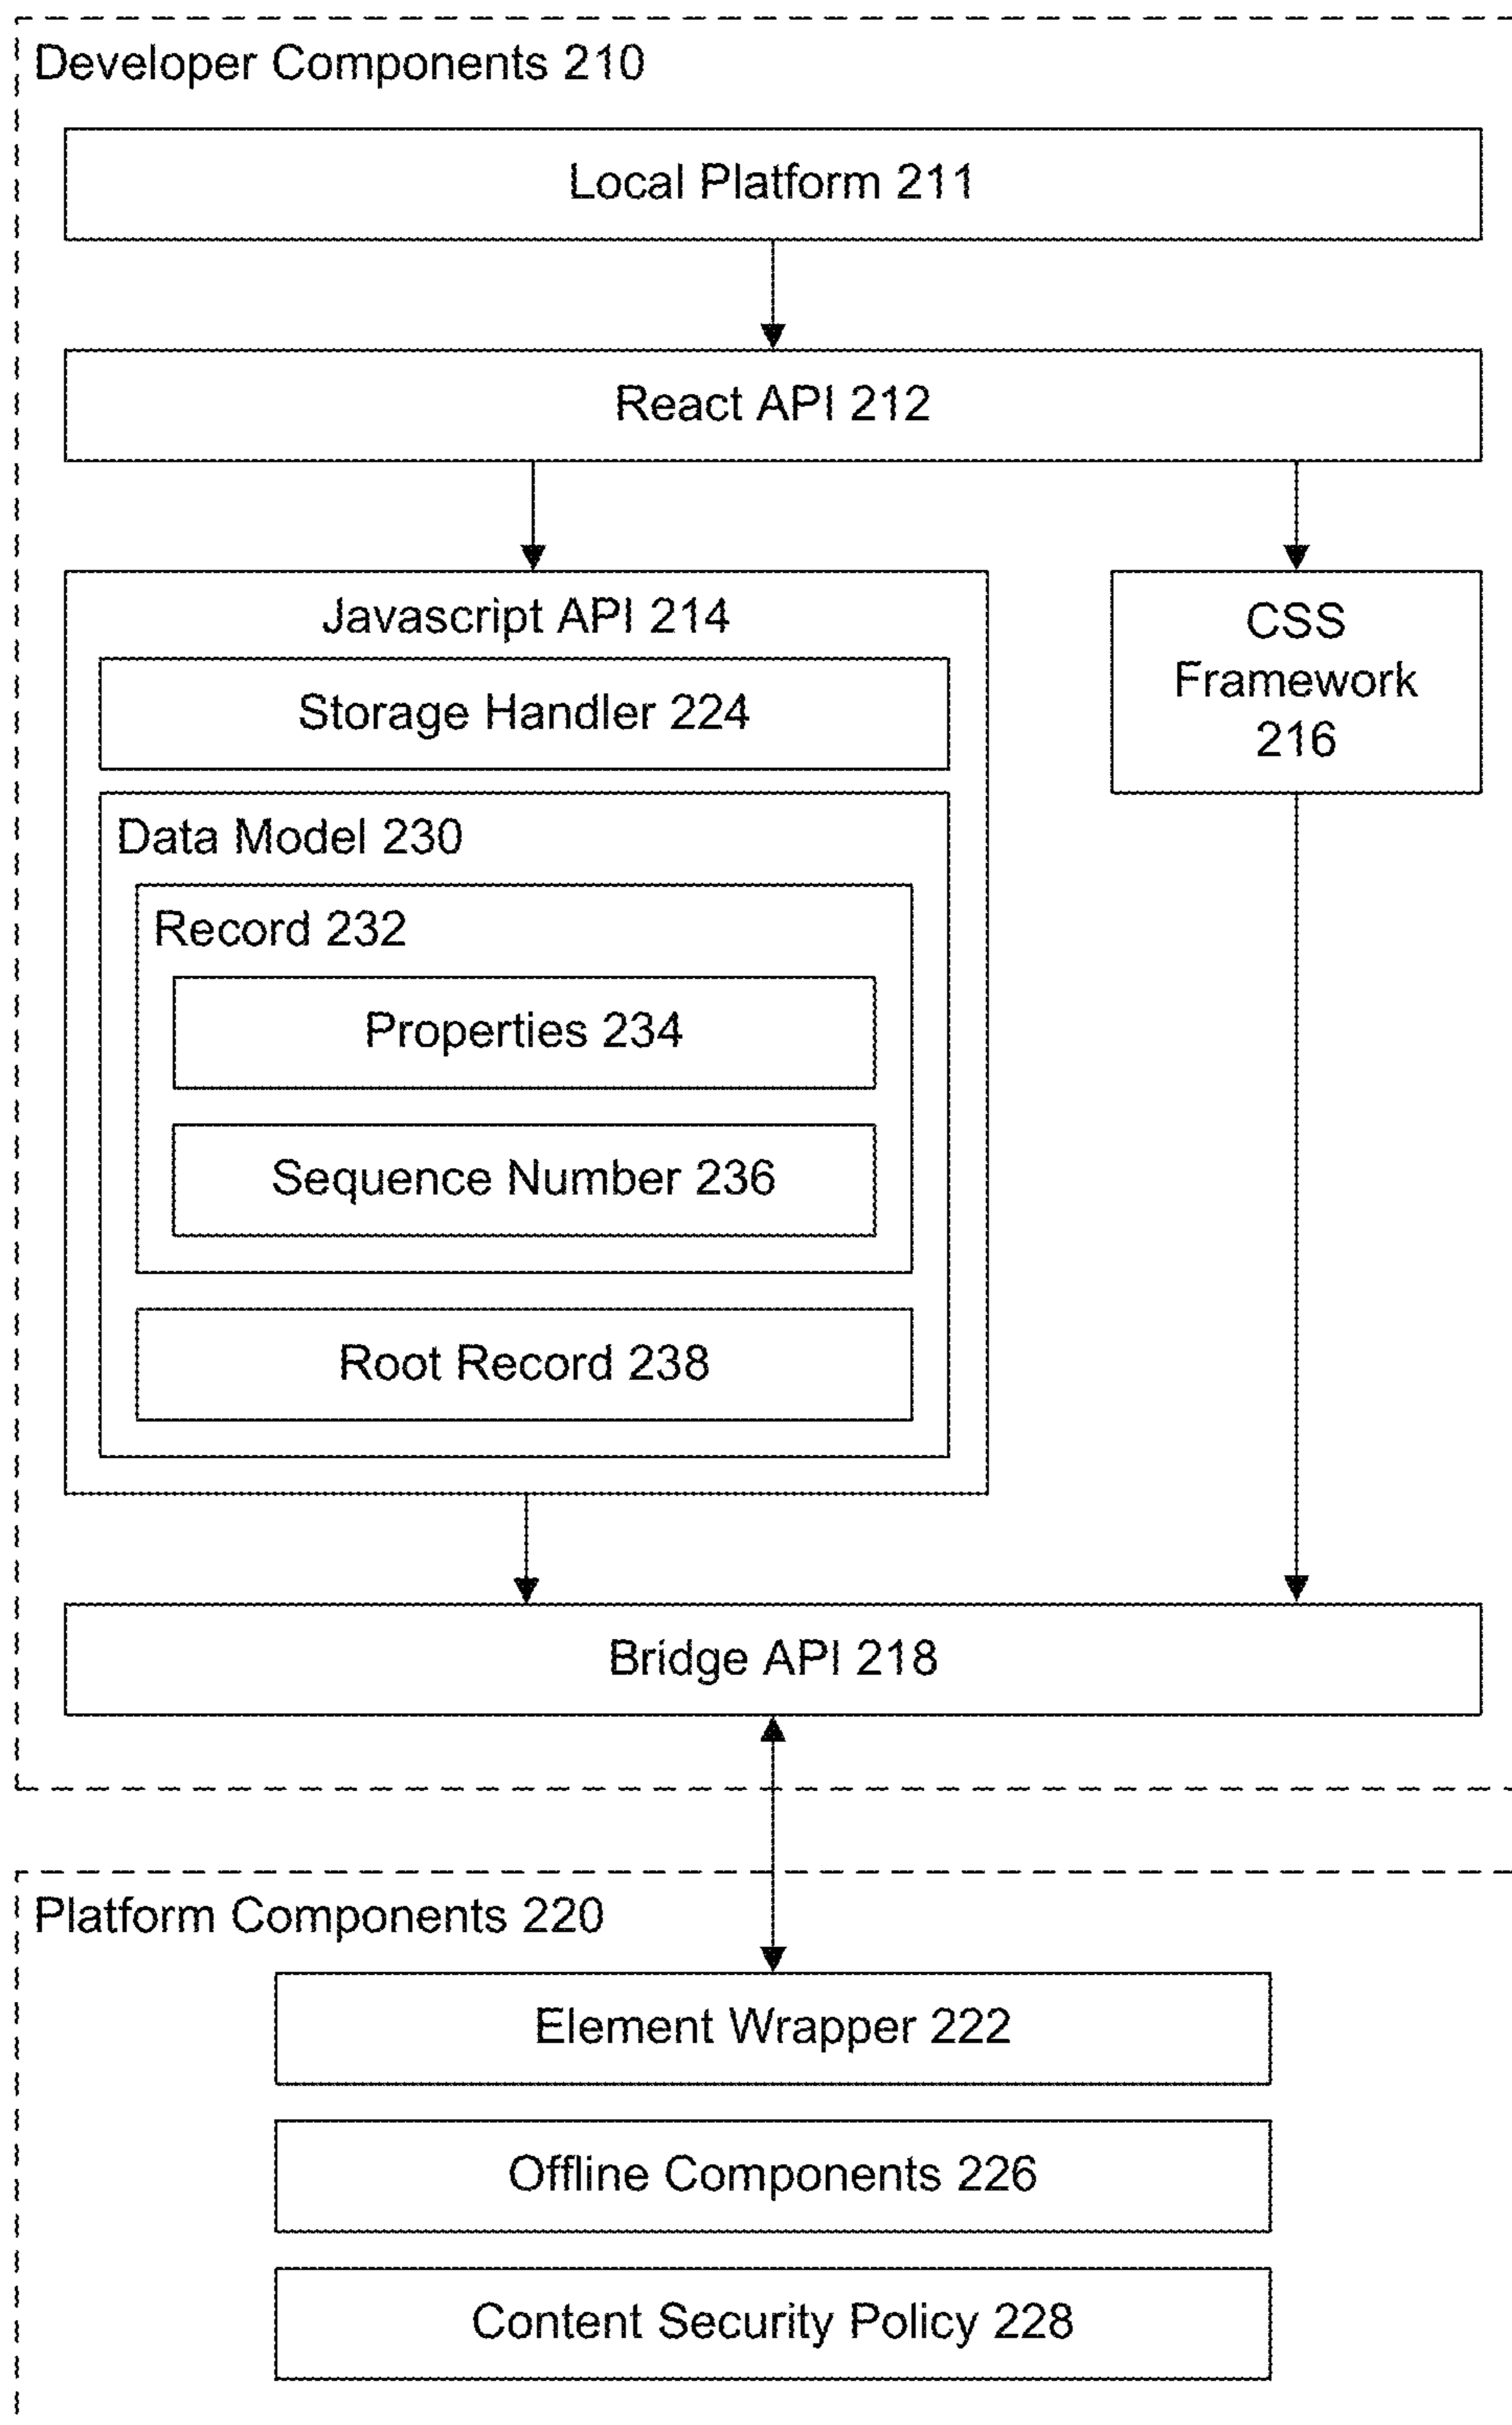 Developer Components 210
Local Platform 211
React API 212
Javascript API 214
Storage Handler 224
Data Model 230
Record 232
Properties 234
Sequence Number 236
Root Record 238
CSS
Framework
216
Bridge API 218
Platform Components 220
Element Wrapper 222
Offline Components 226
Content Security Policy 228